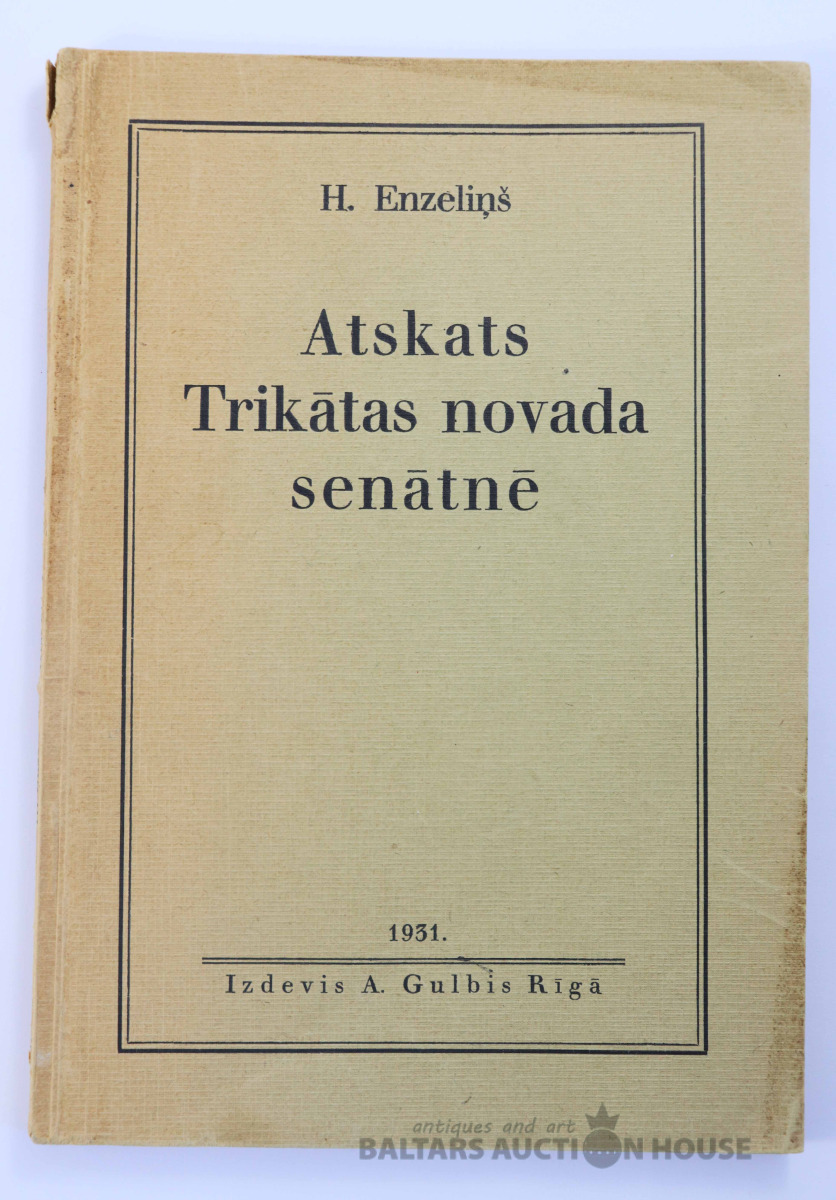 H. Enzeliņš
Atskats
Trikātas novada
senātnē
1931.
Izdevis A. Gulbis Rīgā
antiques and art
BALTARS AUCTION HOUSE